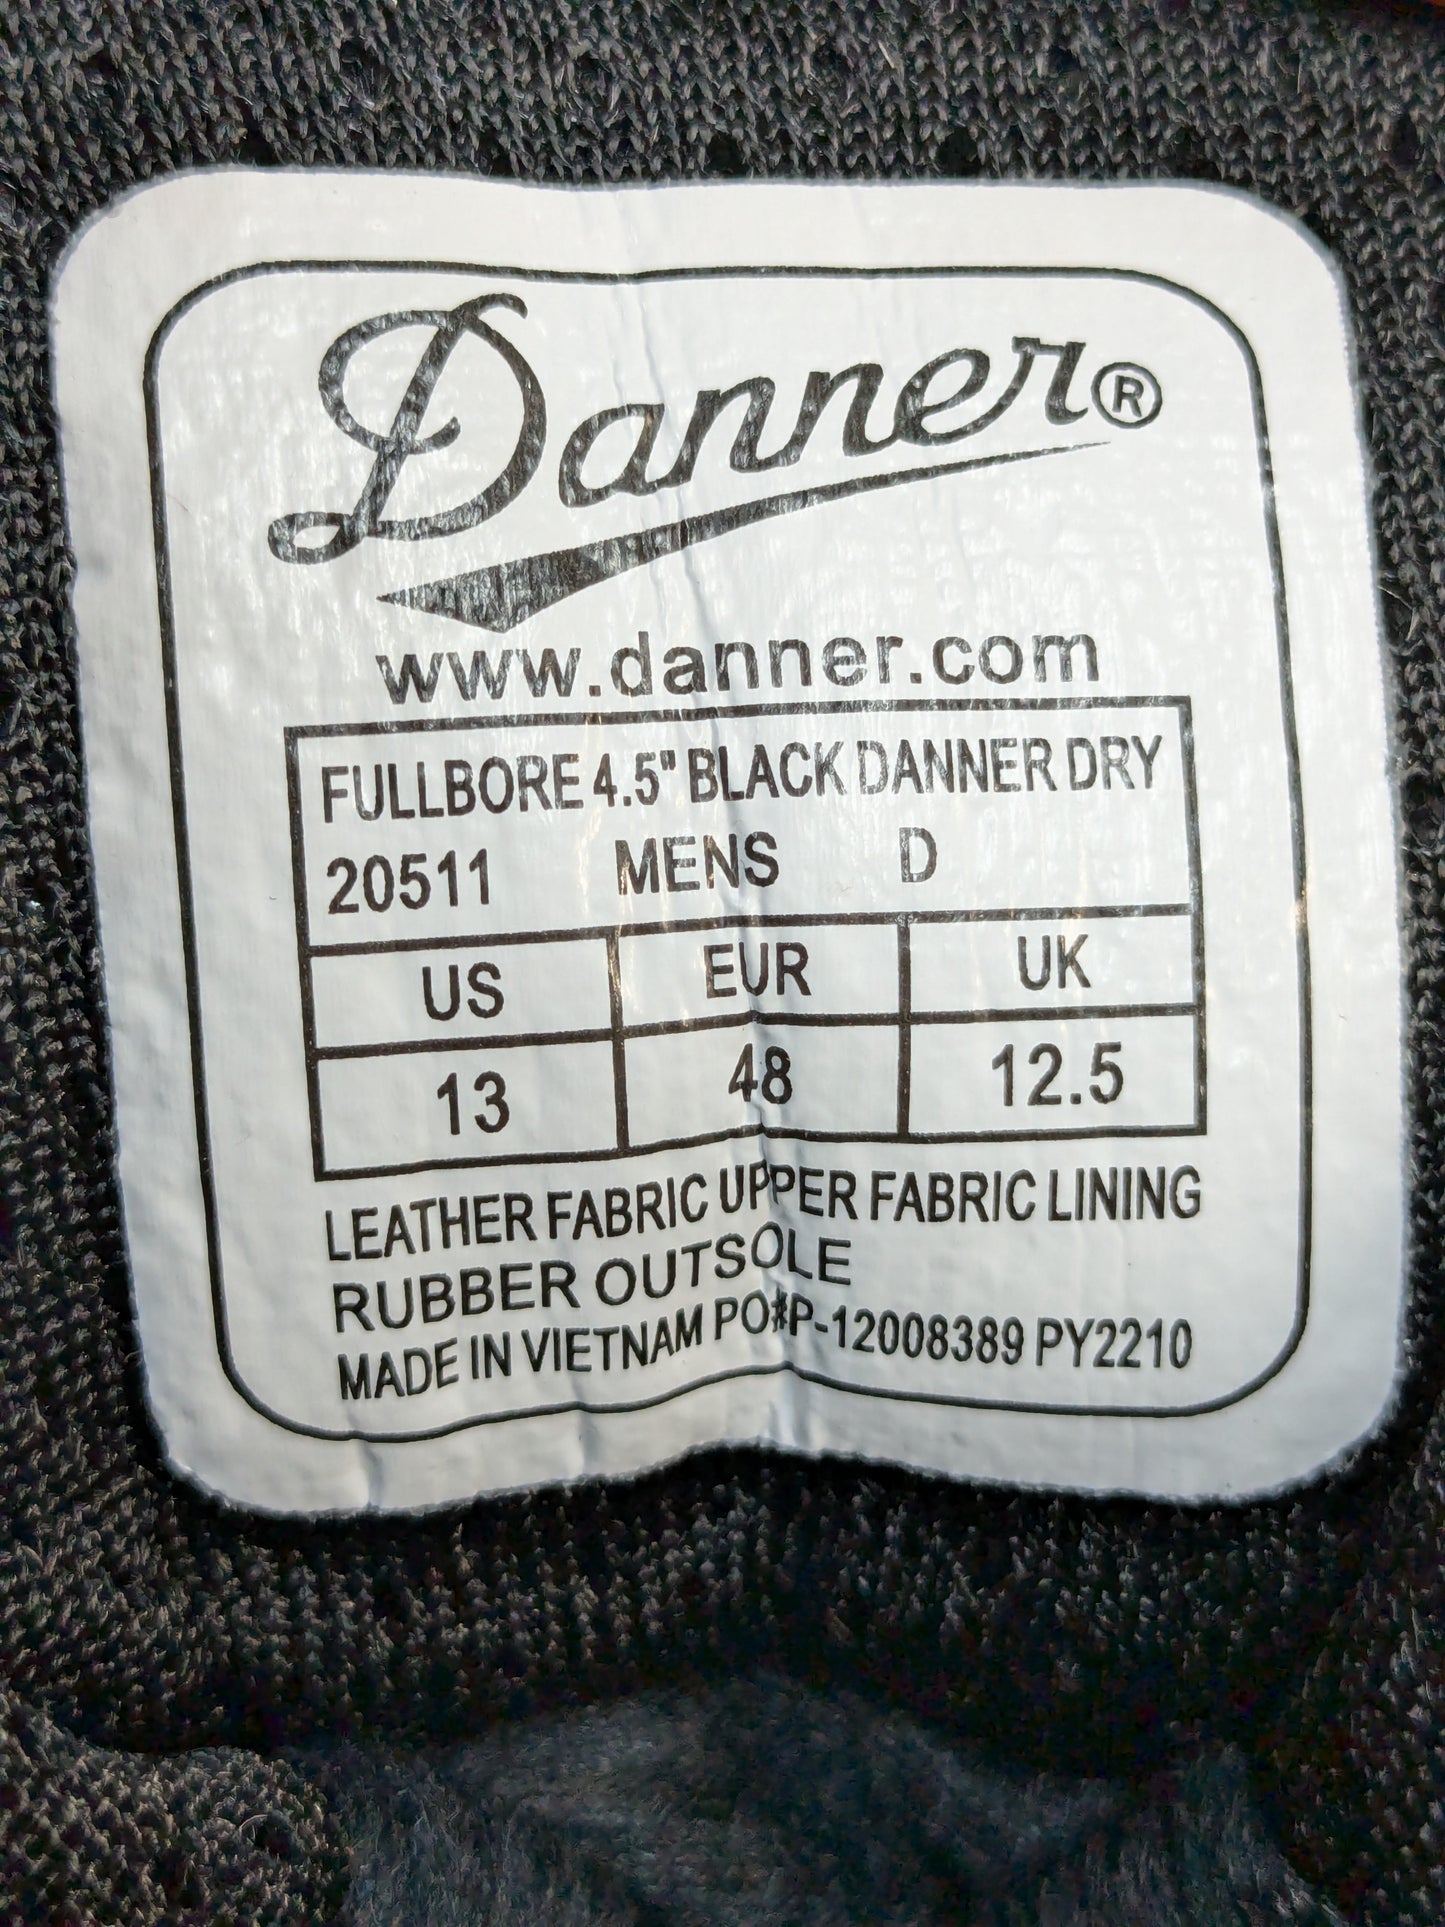 Danner®
www.danner.com
FULLBORE 4.5" BLACK DANNER DRY
20511 MENS D
US EUR UK
13 48 12.5
LEATHER FABRIC UPPER FABRIC LINING
RUBBER OUTSOLE
MADE IN VIETNAM PO#P-12008389 PY2210